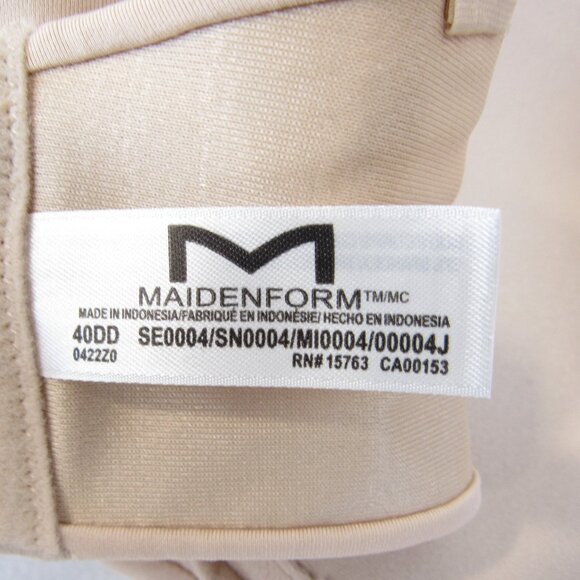 MAIDENFORM TM/MC
MADE IN INDONESIA/FABRIQUÉ EN INDONÉSIE/ HECHO EN INDONESIA
40DD SE0004/SN0004/MI0004/00004J
0422Z0 RN# 15763 CA00153